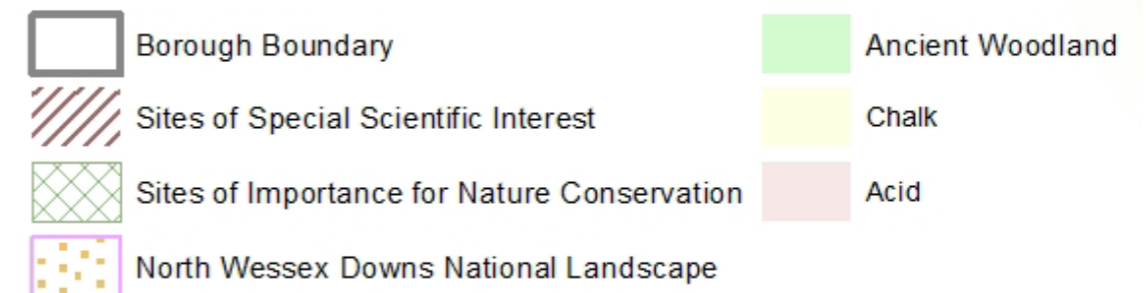 Borough Boundary
Sites of Special Scientific Interest
Sites of Importance for Nature Conservation
North Wessex Downs National Landscape
Ancient Woodland
Chalk
Acid